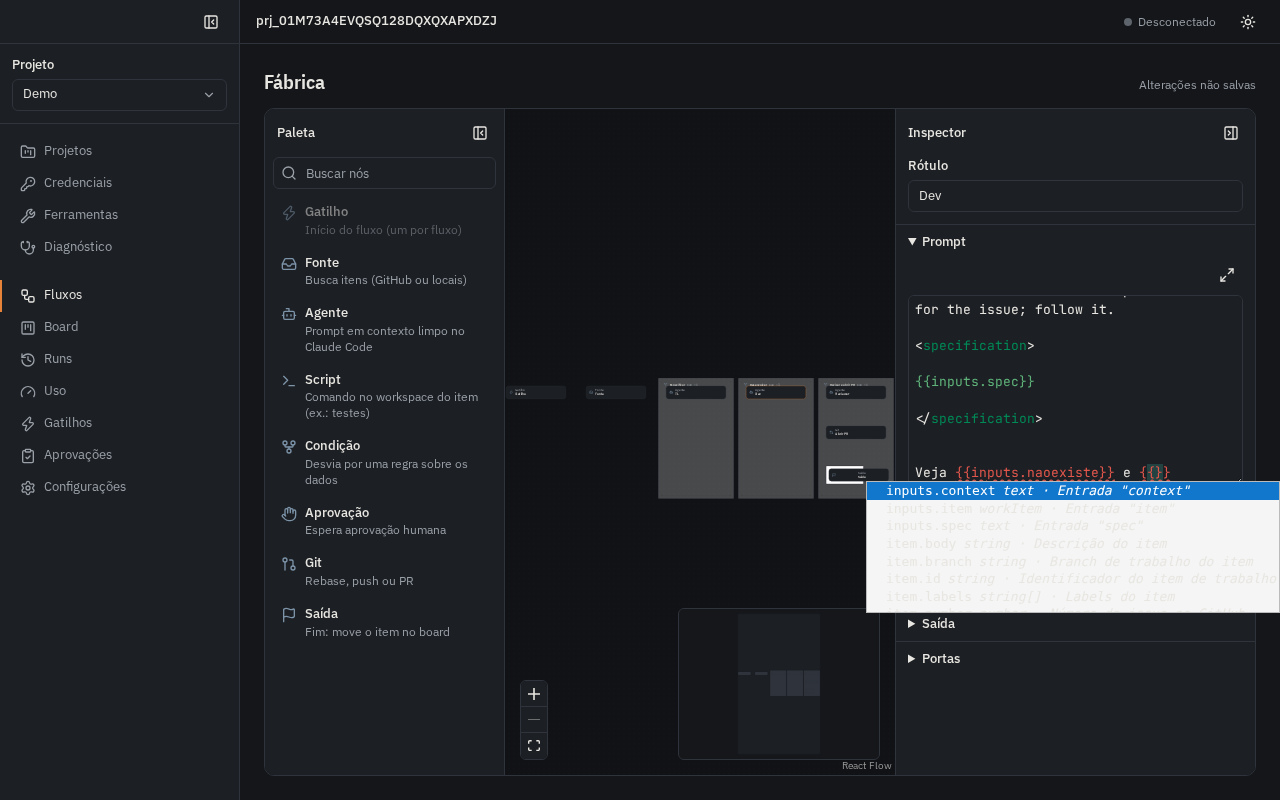 prj_01M73A4EVQSQ128DQXQXAPXDZJ
Desconectado
Projeto
Demo
Projetos
Credenciais
Ferramentas
Diagnóstico
Fluxos
Board
Runs
Uso
Gatilhos
Aprovações
Configurações
Fábrica
Alterações não salvas
Paleta
Buscar nós
Gatilho
Início do fluxo (um por fluxo)
Fonte
Busca itens (GitHub ou locais)
Agente
Prompt em contexto limpo no
Claude Code
Script
Comando no workspace do item
(ex.: testes)
Condição
Desvia por uma regra sobre os
dados
Aprovação
Espera aprovação humana
Git
Rebase, push ou PR
Saída
Fim: move o item no board
React Flow
Inspector
Rótulo
Dev
Prompt
for the issue; follow it.
<specification>
{{inputs.spec}}
</specification>
Veja {{inputs.naoexiste}} e {{}}
inputs.context text · Entrada "context"
inputs.item workItem · Entrada "item"
inputs.spec text · Entrada "spec"
item.body string · Descrição do item
item.branch string · Branch de trabalho do item
item.id string · Identificador do item de trabalho
item.labels string[] · Labels do item
Saída
Portas